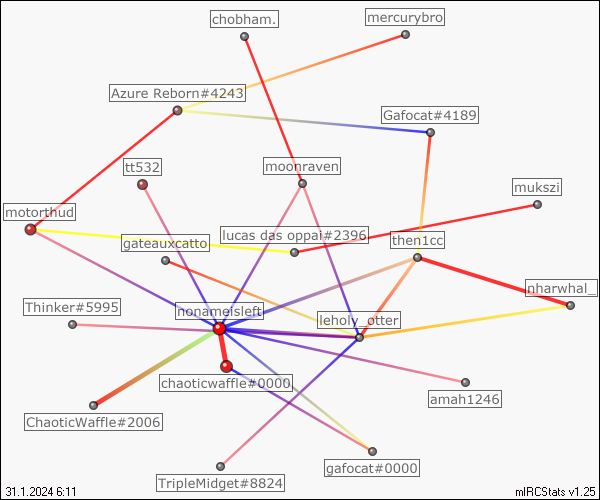 chobham.
mercurybro
Azure Reborn#4243
Gafocat#4189
tt532
moonraven
mukszi
motorthud
lucas das oppai#2396
gateauxcatto
then1cc
nharwhal_
Thinker#5995
nonameisleft
leholy_otter
chaoticwaffle#0000
amah1246
ChaoticWaffle#2006
gafocat#0000
TripleMidget#8824
31.1.2024 6:11
mIRCStats v1.25